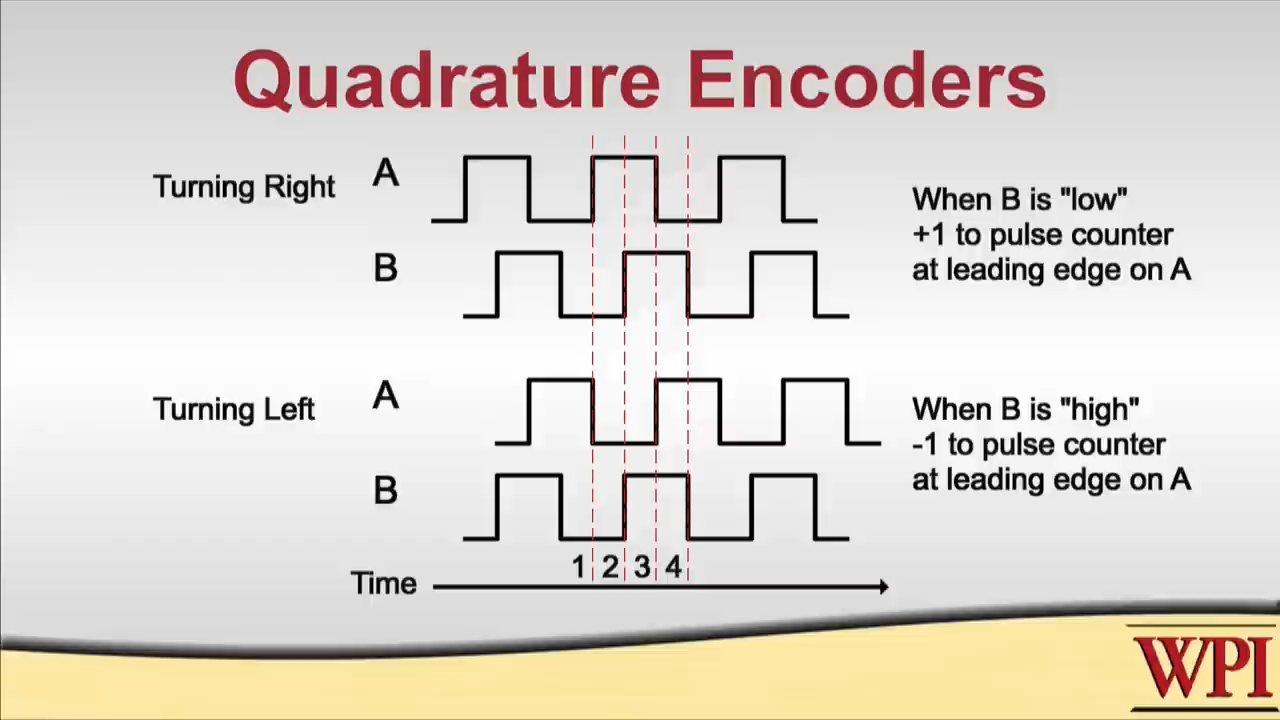 Quadrature Encoders
Turning Right
A
B
When B is "low"
+1 to pulse counter
at leading edge on A
Turning Left
A
B
When B is "high"
-1 to pulse counter
at leading edge on A
1 2 3 4
Time
WPI